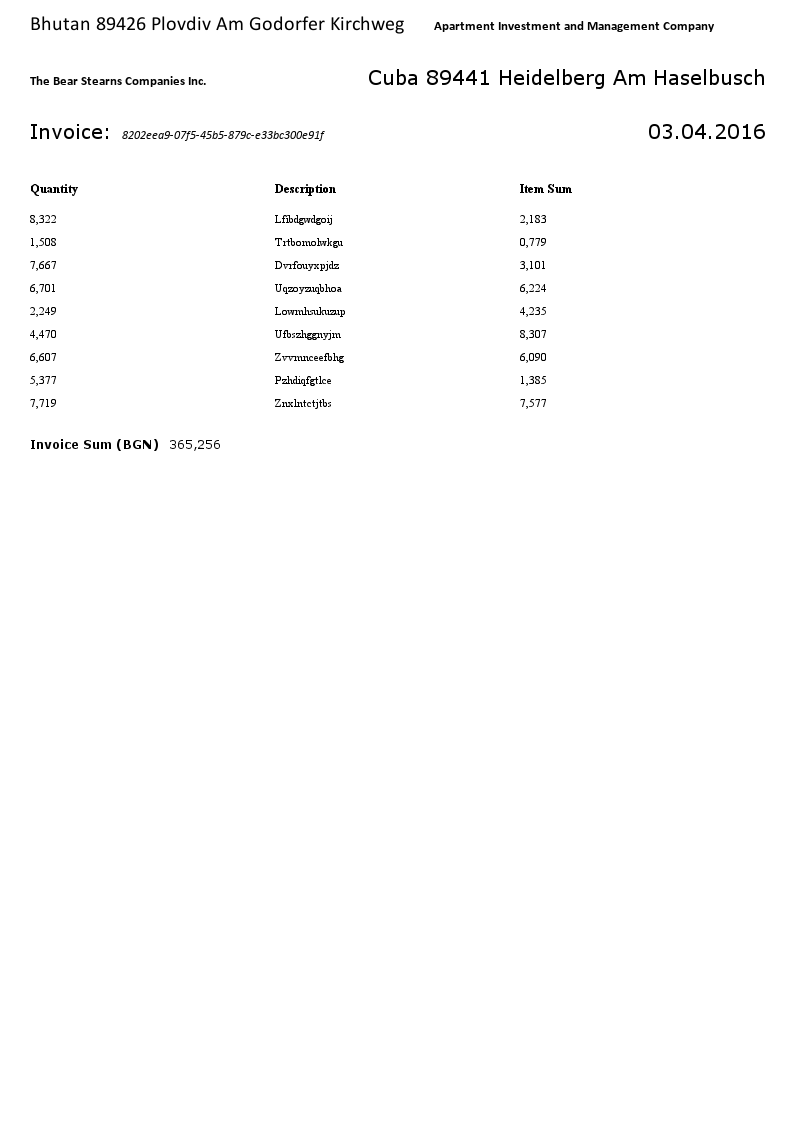 Bhutan 89426 Plovdiv Am Godorfer Kirchweg Apartment Investment and Management Company
The Bear Stearns Companies Inc. Cuba 89441 Heidelberg Am Haselbusch
Invoice: 8202eea9-07f5-45b5-879c-e33bc300e91f 03.04.2016
Quantity Description Item Sum
8,322 Lfibdgwdgoij 2,183
1,508 Trtbomolwkgu 0,779
7,667 Dvrfouyxpjdz 3,101
6,701 Uqzoyzuqbhoa 6,224
2,249 Lowmhsukuzup 4,235
4,470 Ufbszhggnyjm 8,307
6,607 Zvvmnceefbhg 6,090
5,377 Pzhdiqfgtlce 1,385
7,719 Znxlntctjtbs 7,577
Invoice Sum (BGN) 365,256